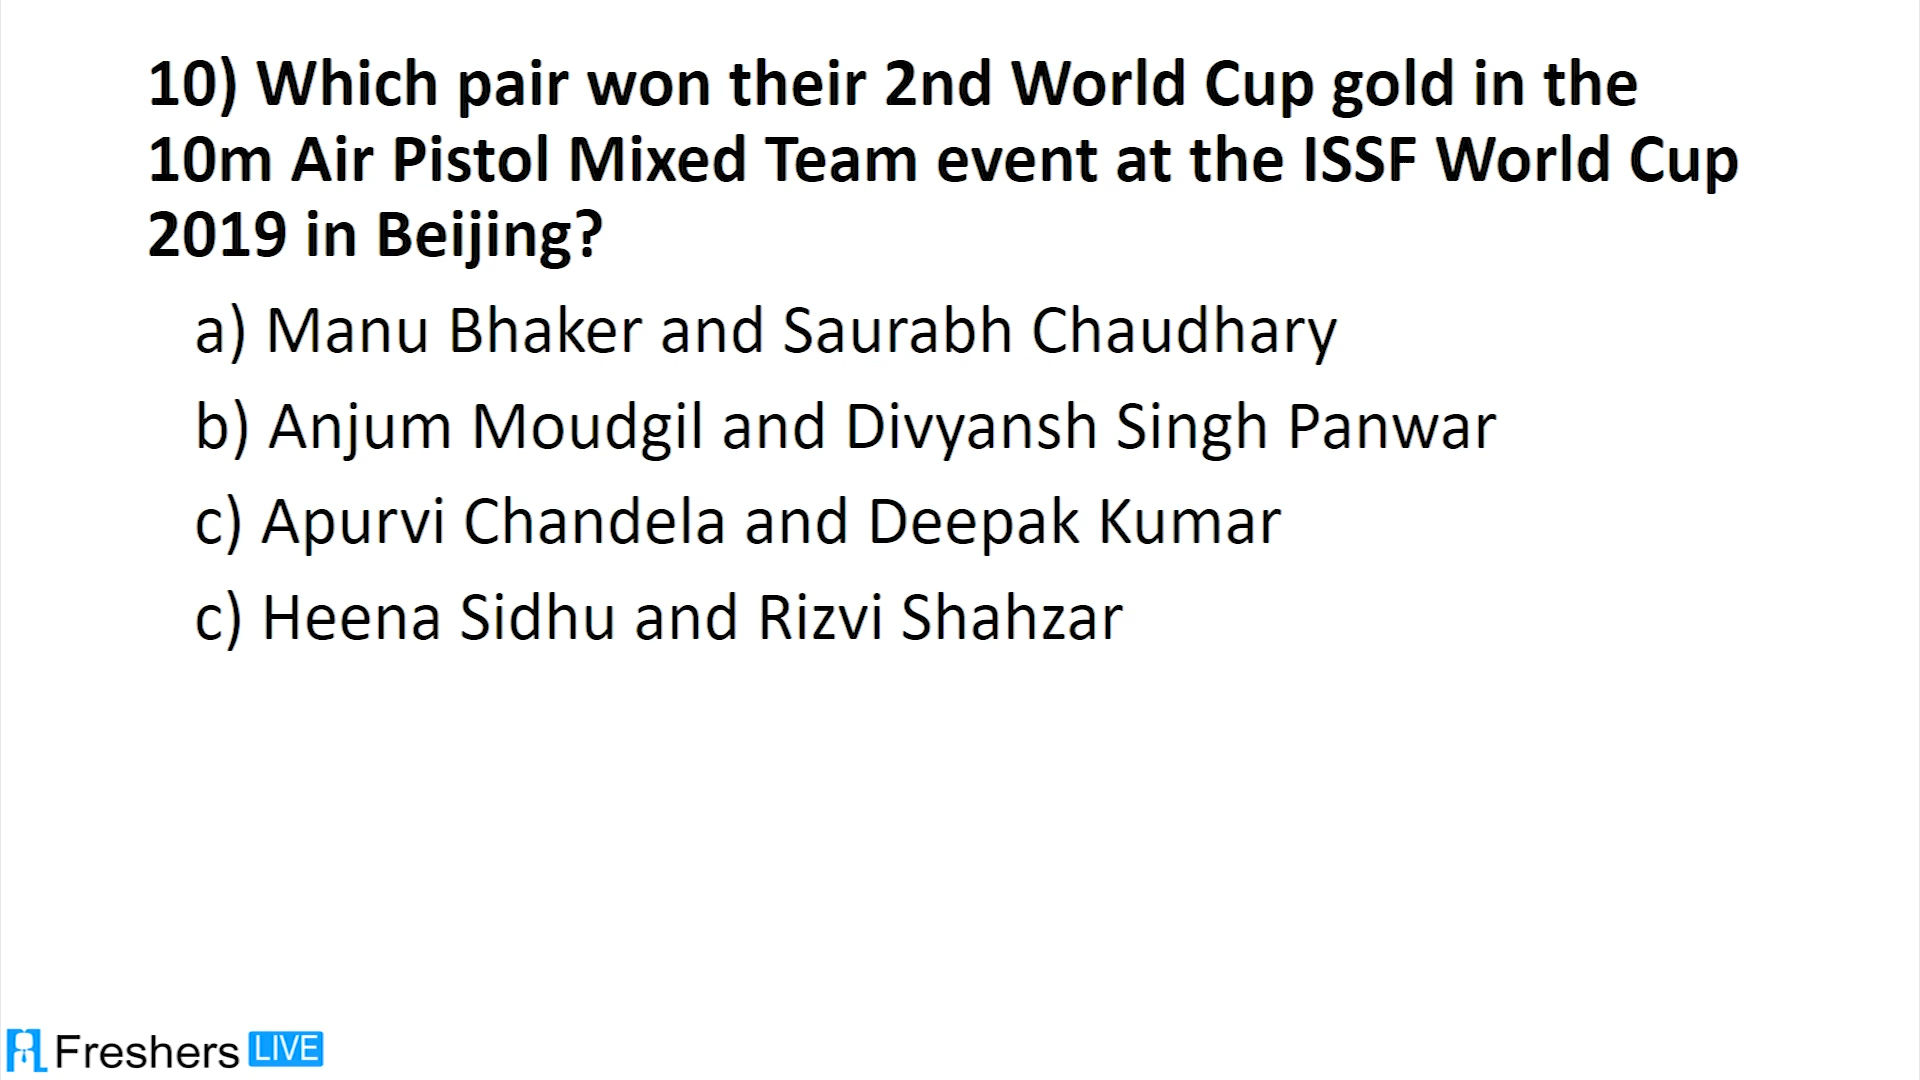 10) Which pair won their 2nd World Cup gold in the
10m Air Pistol Mixed Team event at the ISSF World Cup
2019 in Beijing?
a) Manu Bhaker and Saurabh Chaudhary
b) Anjum Moudgil and Divyansh Singh Panwar
c) Apurvi Chandela and Deepak Kumar
c) Heena Sidhu and Rizvi Shahzar
Freshers LIVE